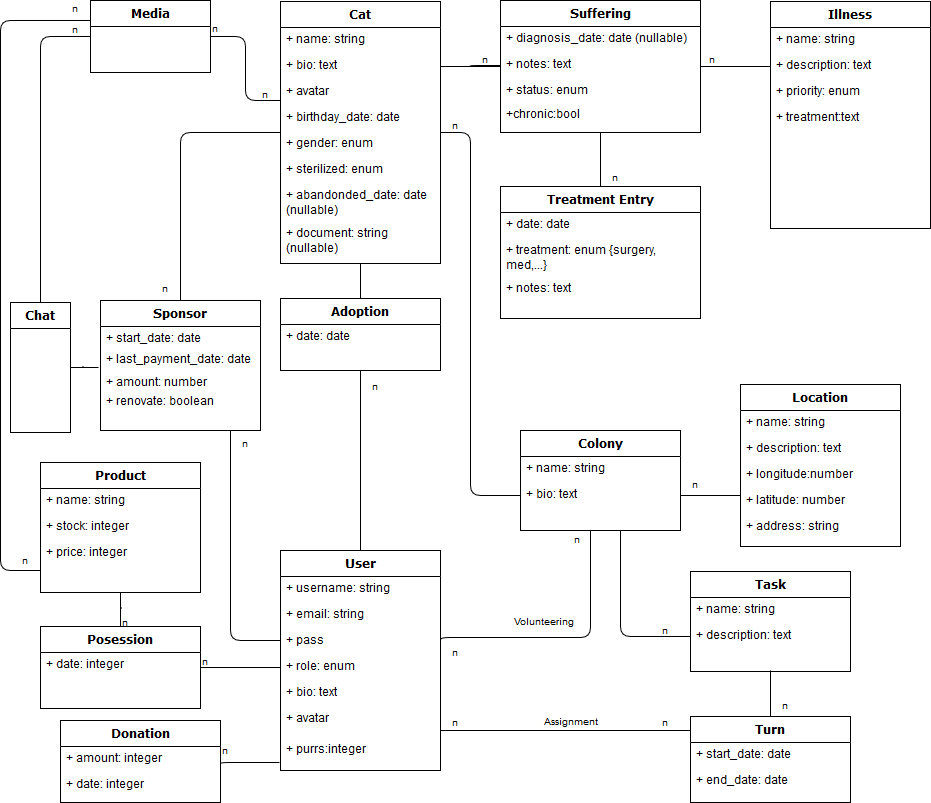 Media
n
n
n
n
Cat
+ name: string
+ bio: text
+ avatar
+ birthday_date: date
+ gender: enum
+ sterilized: enum
+ abandonded_date: date
(nullable)
+ document: string
(nullable)
n
n
Suffering
+ diagnosis_date: date (nullable)
+ notes: text
+ status: enum
+chronic:bool
n
n
Illness
+ name: string
+ description: text
+ priority: enum
+ treatment:text
Treatment Entry
+ date: date
+ treatment: enum {surgery,
med,...}
+ notes: text
n
Chat
Sponsor
+ start_date: date
+ last_payment_date: date
+ amount: number
+ renovate: boolean
n
Adoption
+ date: date
n
Colony
+ name: string
+ bio: text
n
n
Location
+ name: string
+ description: text
+ longitude:number
+ latitude: number
+ address: string
Product
+ name: string
+ stock: integer
+ price: integer
n
n
Posession
+ date: integer
n
User
+ username: string
+ email: string
+ pass
+ role: enum
+ bio: text
+ avatar
+ purrs:integer
Volunteering
n
n
Task
+ name: string
+ description: text
n
Donation
+ amount: integer
+ date: integer
n
n
Assignment
n
Turn
+ start_date: date
+ end_date: date